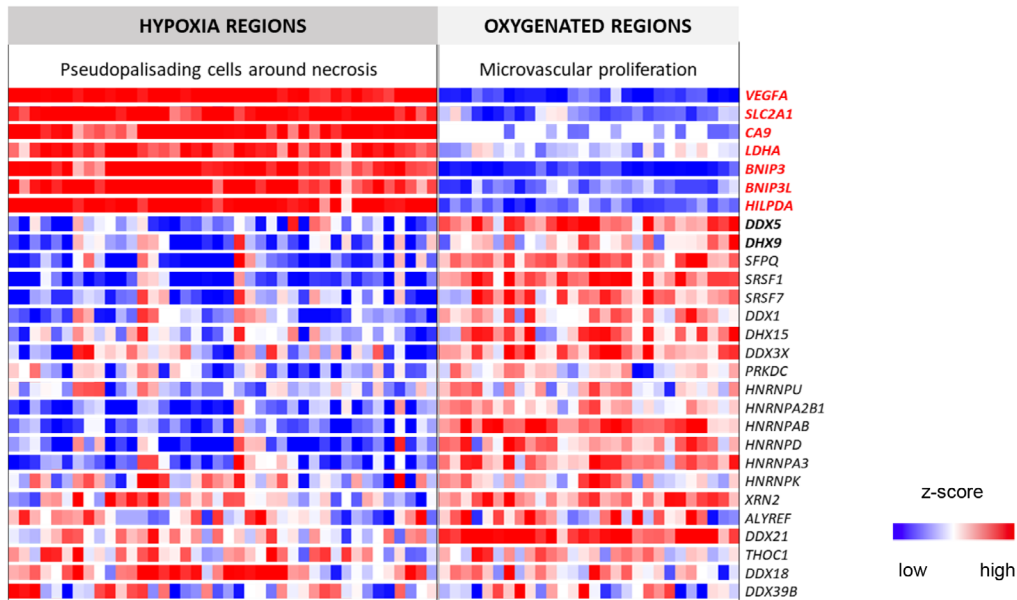 HYPOXIA REGIONS OXYGENATED REGIONS
Pseudopalisading cells around necrosis Microvascular proliferation
VEGFA
SLC2A1
CA9
LDHA
BNIP3
BNIP3L
HILPDA
DDX5
DHX9
SFPQ
SRSF1
SRSF7
DDX1
DHX15
DDX3X
PRKDC
HNRNPU
HNRNPA2B1
HNRNPAB
HNRNPD
HNRNPA3
HNRNPK
XRN2
ALYREF
DDX21
THOC1
DDX18
DDX39B
z-score
low high